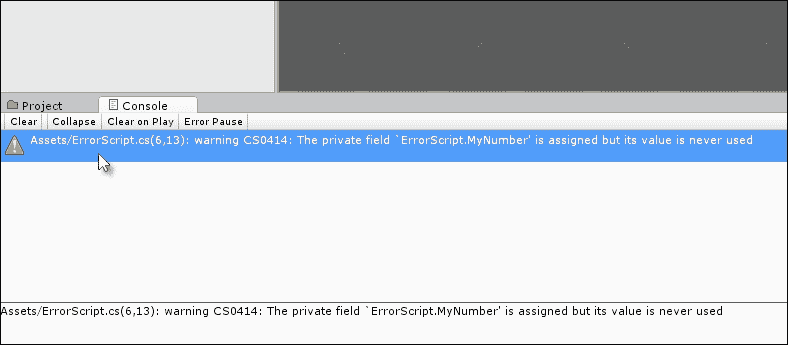 Project Console
Clear Collapse Clear on Play Error Pause
Assets/ErrorScript.cs(6,13): warning CS0414: The private field `ErrorScript.MyNumber' is assigned but its value is never used
Assets/ErrorScript.cs(6,13): warning CS0414: The private field `ErrorScript.MyNumber' is assigned but its value is never used